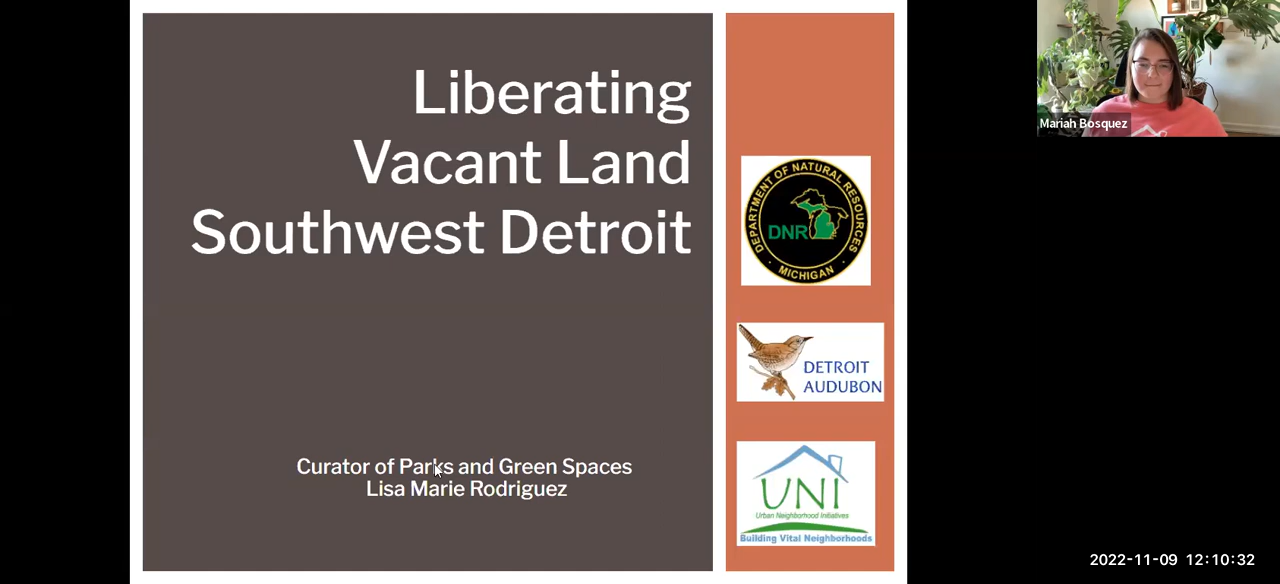 Liberating
Vacant Land
Southwest Detroit
Curator of Parks and Green Spaces
Lisa Marie Rodriguez
DEPARTMENT OF NATURAL RESOURCES
DNR
MICHIGAN
DETROIT
AUDUBON
UNI
Urban Neighborhood Initiatives
Building Vital Neighborhoods
Mariah Bosquez
2022-11-09 12:10:32